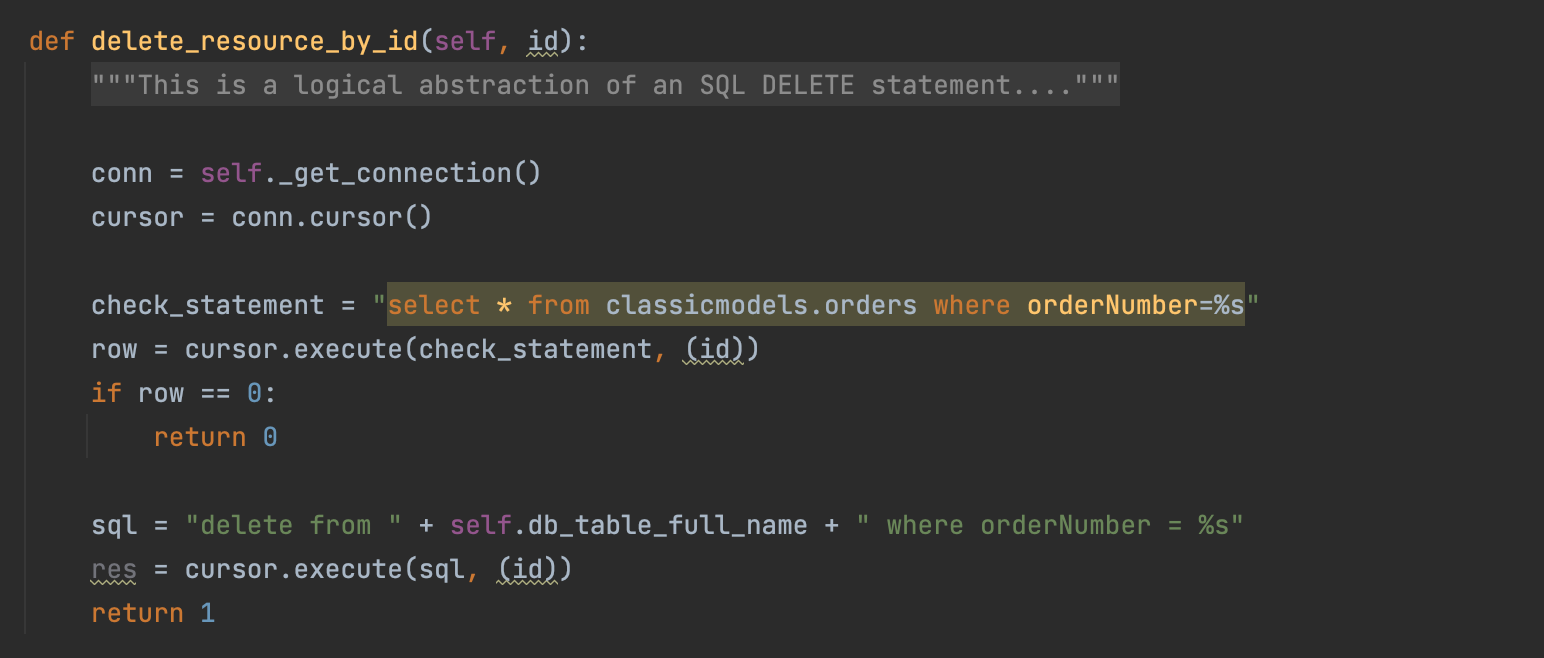 def delete_resource_by_id(self, id):
    """This is a logical abstraction of an SQL DELETE statement...."""

    conn = self._get_connection()
    cursor = conn.cursor()

    check_statement = "select * from classicmodels.orders where orderNumber=%s"
    row = cursor.execute(check_statement, (id))
    if row == 0:
        return 0

    sql = "delete from " + self.db_table_full_name + " where orderNumber = %s"
    res = cursor.execute(sql, (id))
    return 1